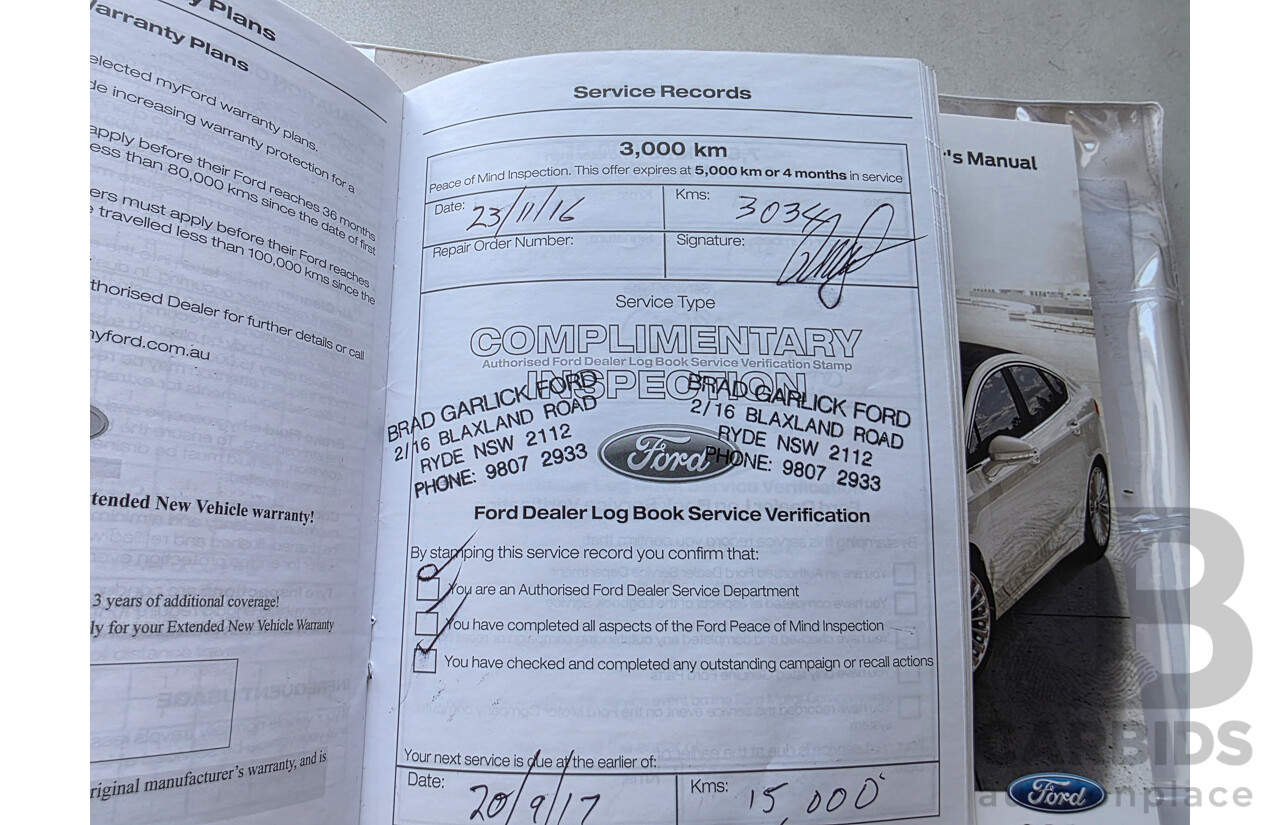 y Plans
arranty Plans
elected myFord warranty plans.
de increasing warranty protection for a
apply before their Ford reaches 36 months
ess than 80,000 kms since the date of first
ers must apply before their Ford reaches
travelled less than 100,000 kms since the
thorised Dealer for further details or call
nyford.com.au
tended New Vehicle warranty!
3 years of additional coverage!
ly for your Extended New Vehicle Warranty
riginal manufacturer's warranty, and is
Service Records
3,000 km
Peace of Mind Inspection. This offer expires at 5,000 km or 4 months in service
Date: 23/11/16 Kms: 3034
Repair Order Number: Signature:
Service Type
COMPLIMENTARY
Authorised Ford Dealer Log Book Service Verification Stamp
INSPECTION
BRAD GARLICK FORD
2/16 BLAXLAND ROAD
RYDE NSW 2112
PHONE: 9807 2933
Ford
BRAD GARLICK FORD
2/16 BLAXLAND ROAD
RYDE NSW 2112
PHONE: 9807 2933
Ford Dealer Log Book Service Verification
By stamping this service record you confirm that:
You are an Authorised Ford Dealer Service Department
You have completed all aspects of the Ford Peace of Mind Inspection
You have checked and completed any outstanding campaign or recall actions
Your next service is due at the earlier of:
Date: 20/9/17 Kms: 15,000
's Manual
Ford
B
CARBIDS
auctionplace